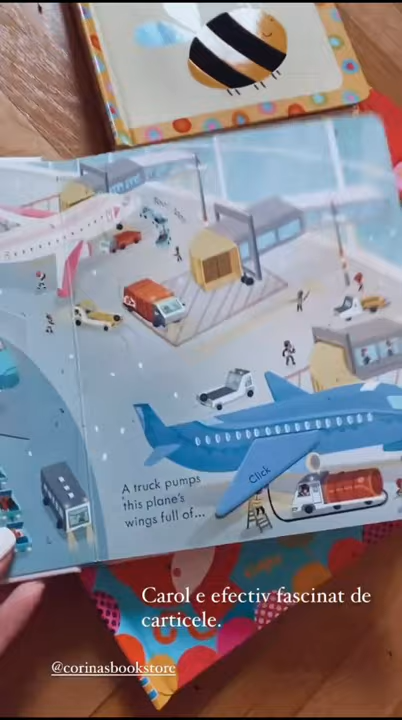 A truck pumps
this plane's
wings full of...
Click
Carol e efectiv fascinat de
carticele.
@corinasbookstore